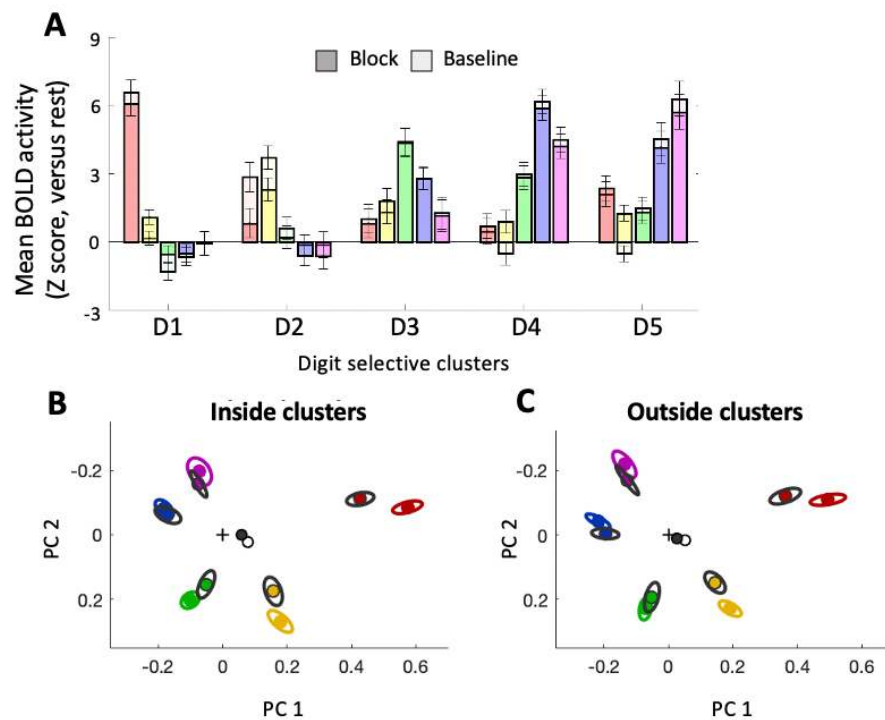 A
9
6
3
0
-3
Mean BOLD activity
(Z score, versus rest)
Block
Baseline
D1
D2
D3
D4
D5
Digit selective clusters
B
Inside clusters
-0.2
0
0.2
PC 2
-0.2
0
0.2
0.4
0.6
PC 1
C
Outside clusters
-0.2
0
0.2
PC 2
-0.2
0
0.2
0.4
0.6
PC 1